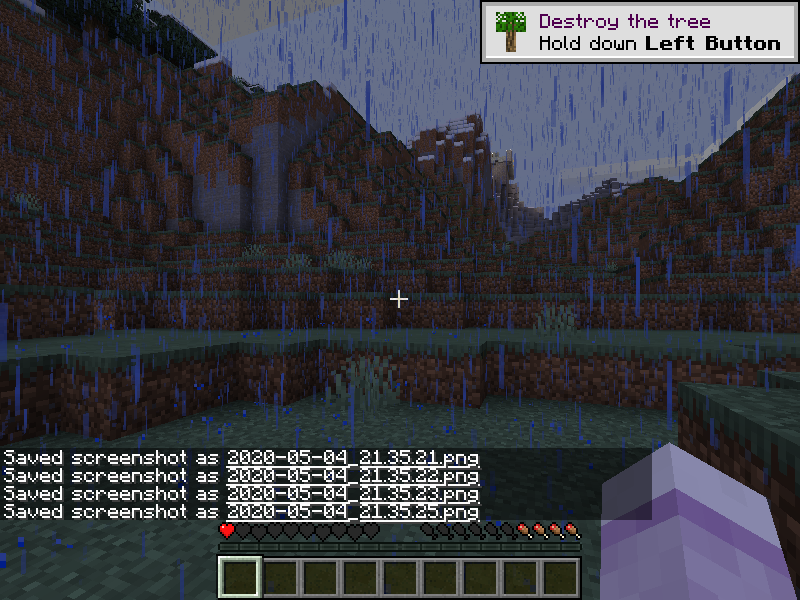 Destroy the tree
Hold down Left Button
Saved screenshot as 2020-05-04_21.35.21.png
Saved screenshot as 2020-05-04_21.35.22.png
Saved screenshot as 2020-05-04_21.35.23.png
Saved screenshot as 2020-05-04_21.35.25.png